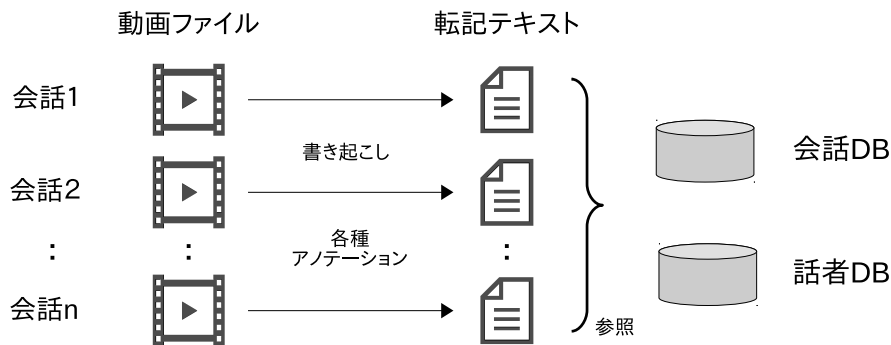 動画ファイル
転記テキスト
会話1
書き起こし
会話DB
会話2
:
:
各種
アノテーション
:
話者DB
会話n
参照